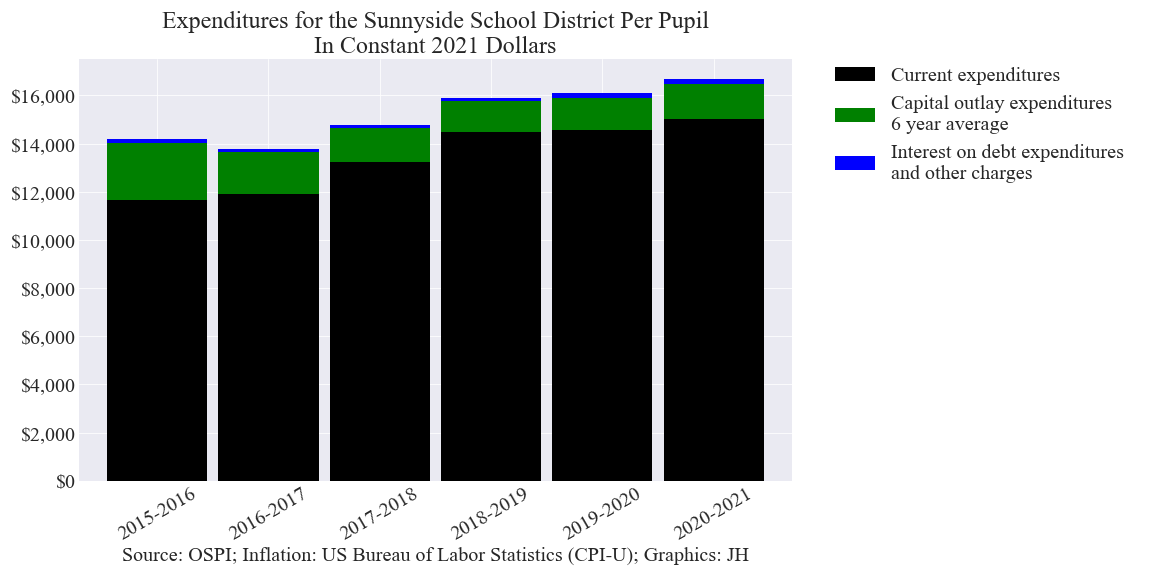 Expenditures for the Sunnyside School District Per Pupil
In Constant 2021 Dollars
$16,000
$14,000
$12,000
$10,000
$8,000
$6,000
$4,000
$2,000
$0
2015-2016
2016-2017
2017-2018
2018-2019
2019-2020
2020-2021
Source: OSPI; Inflation: US Bureau of Labor Statistics (CPI-U); Graphics: JH
Current expenditures
Capital outlay expenditures
6 year average
Interest on debt expenditures
and other charges